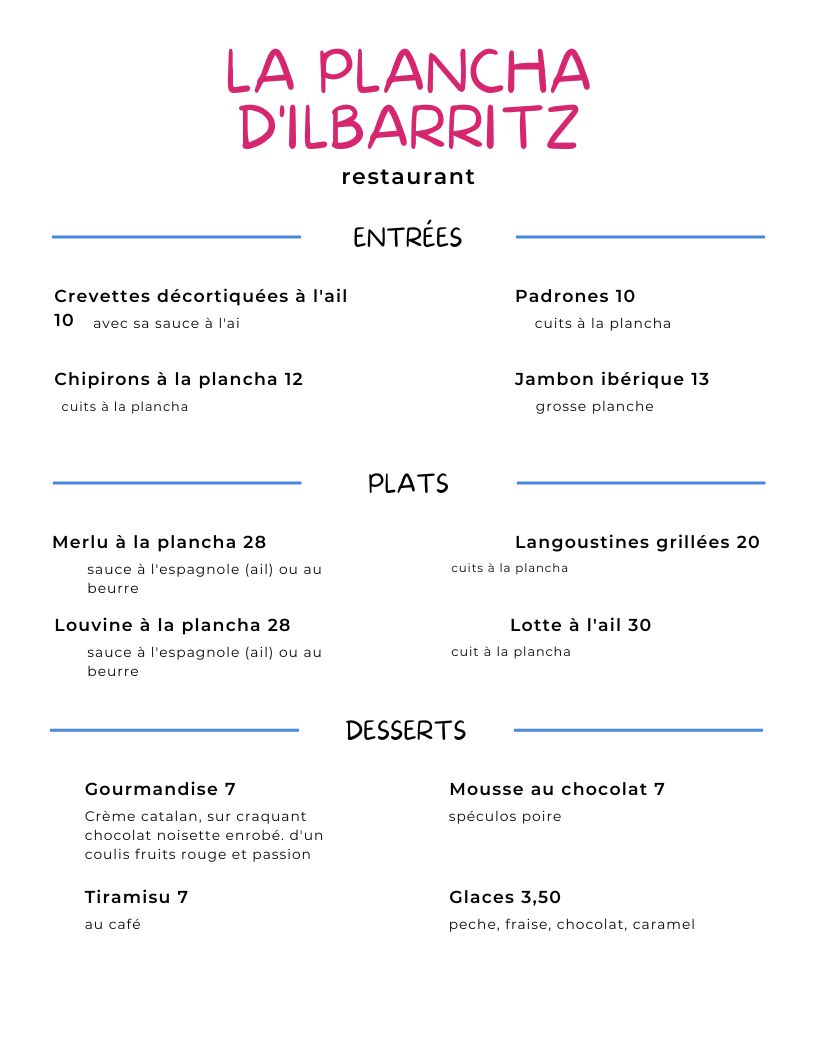 LA PLANCHA
D'ILBARRITZ
restaurant
ENTRÉES
Crevettes décortiquées à l'ail
10 avec sa sauce à l'ai
Padrones 10
cuits à la plancha
Chipirons à la plancha 12
cuits à la plancha
Jambon ibérique 13
grosse planche
PLATS
Merlu à la plancha 28
sauce à l'espagnole (ail) ou au
beurre
Langoustines grillées 20
cuits à la plancha
Louvine à la plancha 28
sauce à l'espagnole (ail) ou au
beurre
Lotte à l'ail 30
cuit à la plancha
DESSERTS
Gourmandise 7
Crème catalan, sur craquant
chocolat noisette enrobé. d'un
coulis fruits rouge et passion
Mousse au chocolat 7
spéculos poire
Tiramisu 7
au café
Glaces 3,50
peche, fraise, chocolat, caramel